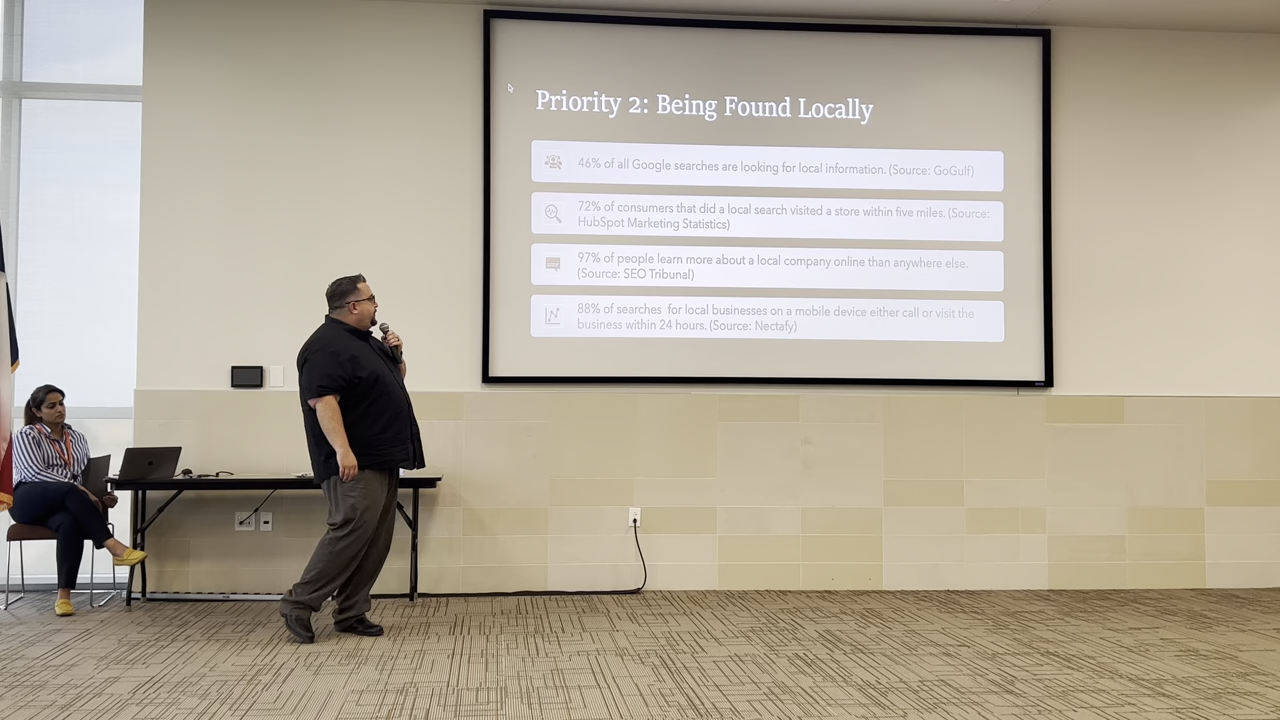 Priority 2: Being Found Locally
46% of all Google searches are looking for local information. (Source: GoGulf)
72% of consumers that did a local search visited a store within five miles. (Source:
HubSpot Marketing Statistics)
97% of people learn more about a local company online than anywhere else.
(Source: SEO Tribunal)
88% of searches for local businesses on a mobile device either call or visit the
business within 24 hours. (Source: Nectafy)